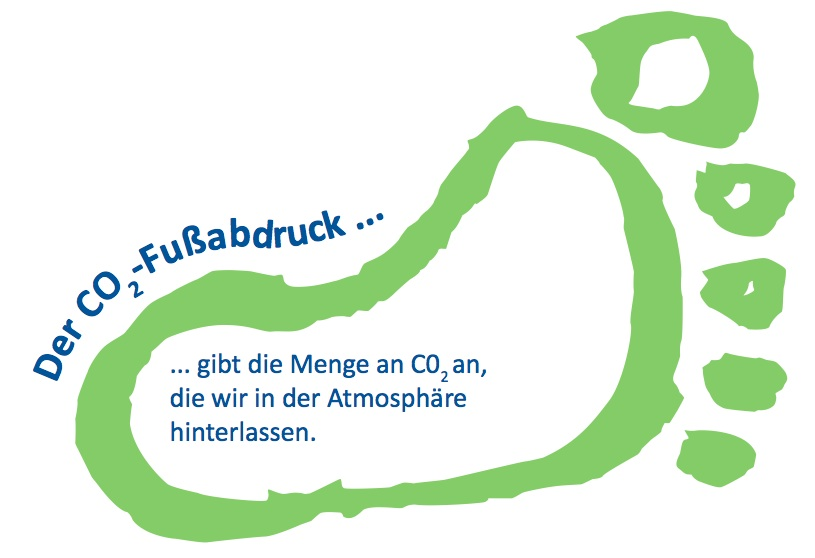 Der CO₂-Fußabdruck ...
... gibt die Menge an C0₂ an,
die wir in der Atmosphäre
hinterlassen.